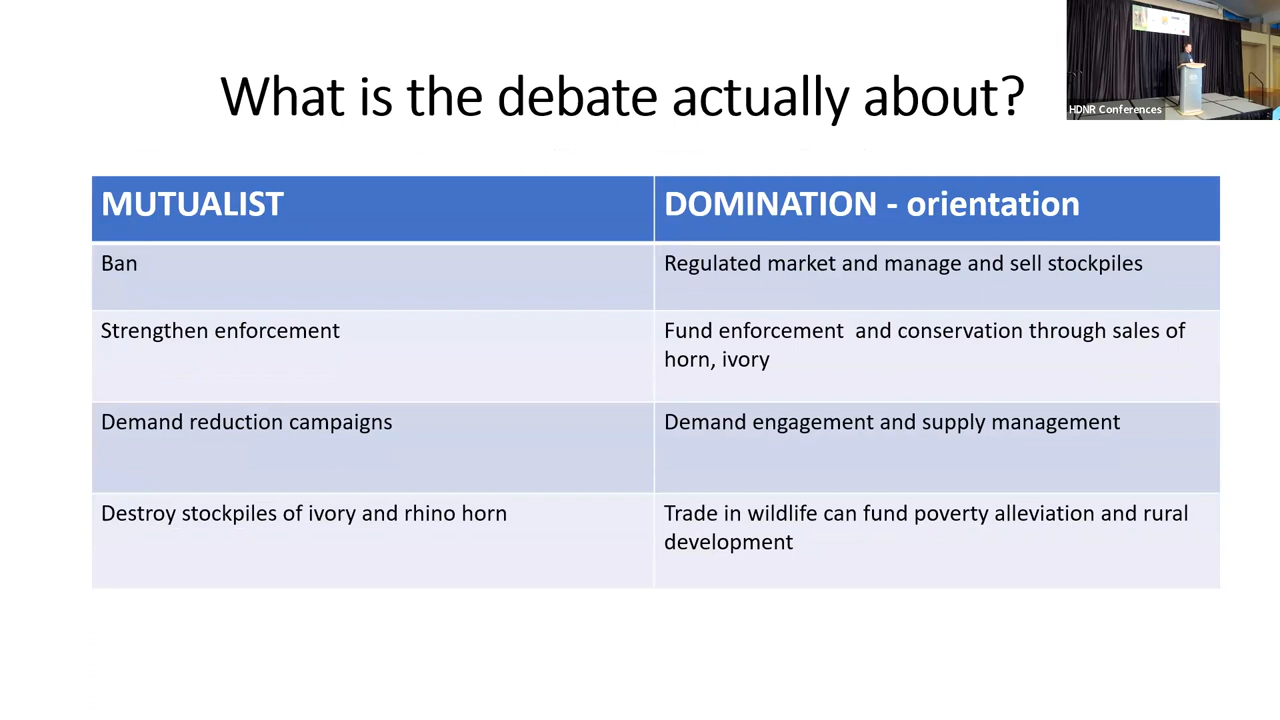 What is the debate actually about?
HDNR Conferences
MUTUALIST
DOMINATION - orientation
Ban
Regulated market and manage and sell stockpiles
Strengthen enforcement
Fund enforcement and conservation through sales of
horn, ivory
Demand reduction campaigns
Demand engagement and supply management
Destroy stockpiles of ivory and rhino horn
Trade in wildlife can fund poverty alleviation and rural
development